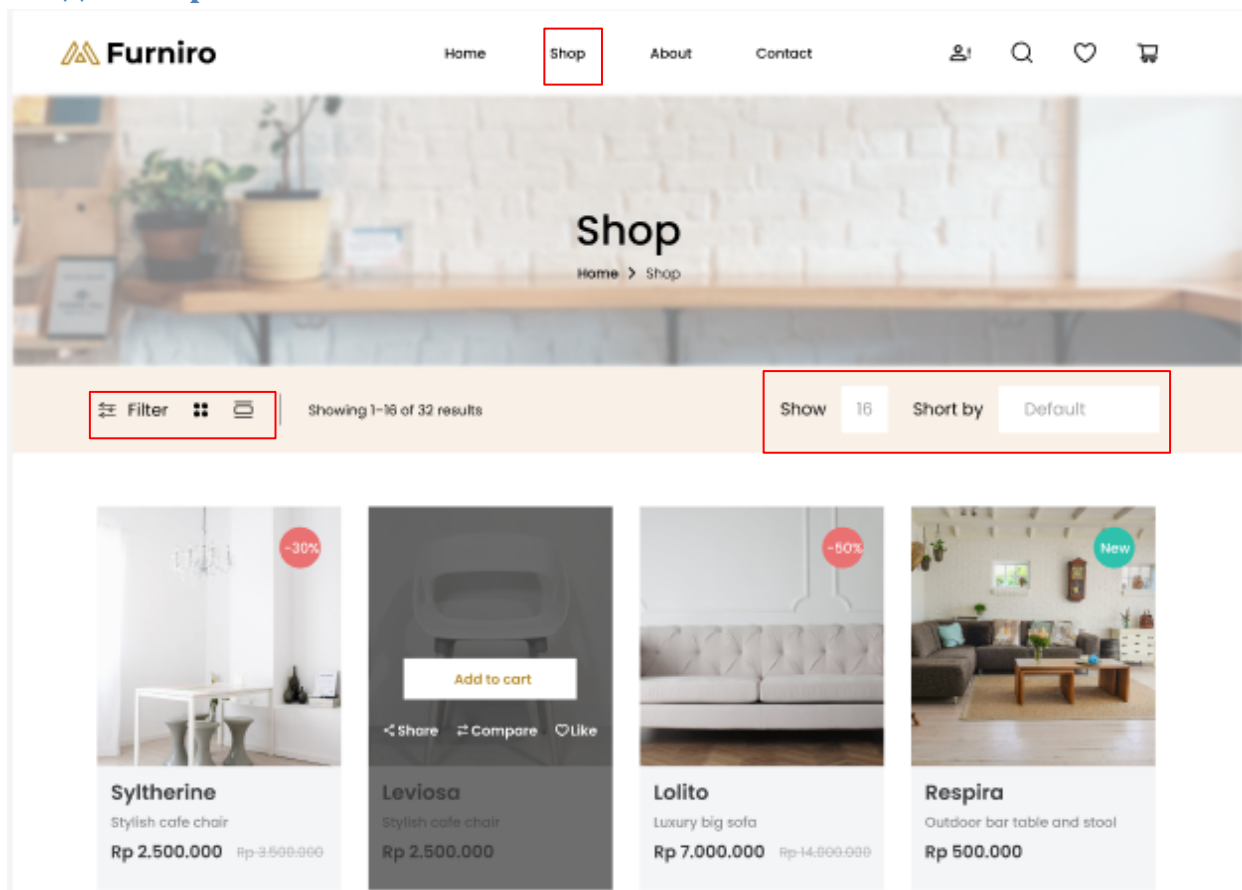 Furniro
Home Shop About Contact
Shop
Home > Shop
Filter
Showing 1–16 of 32 results
Show 16 Short by Default
-30%
-50%
New
Add to cart
Share Compare Like
Syltherine
Stylish cafe chair
Rp 2.500.000 Rp 3.500.000
Leviosa
Stylish cafe chair
Rp 2.500.000
Lolito
Luxury big sofa
Rp 7.000.000 Rp 14.000.000
Respira
Outdoor bar table and stool
Rp 500.000